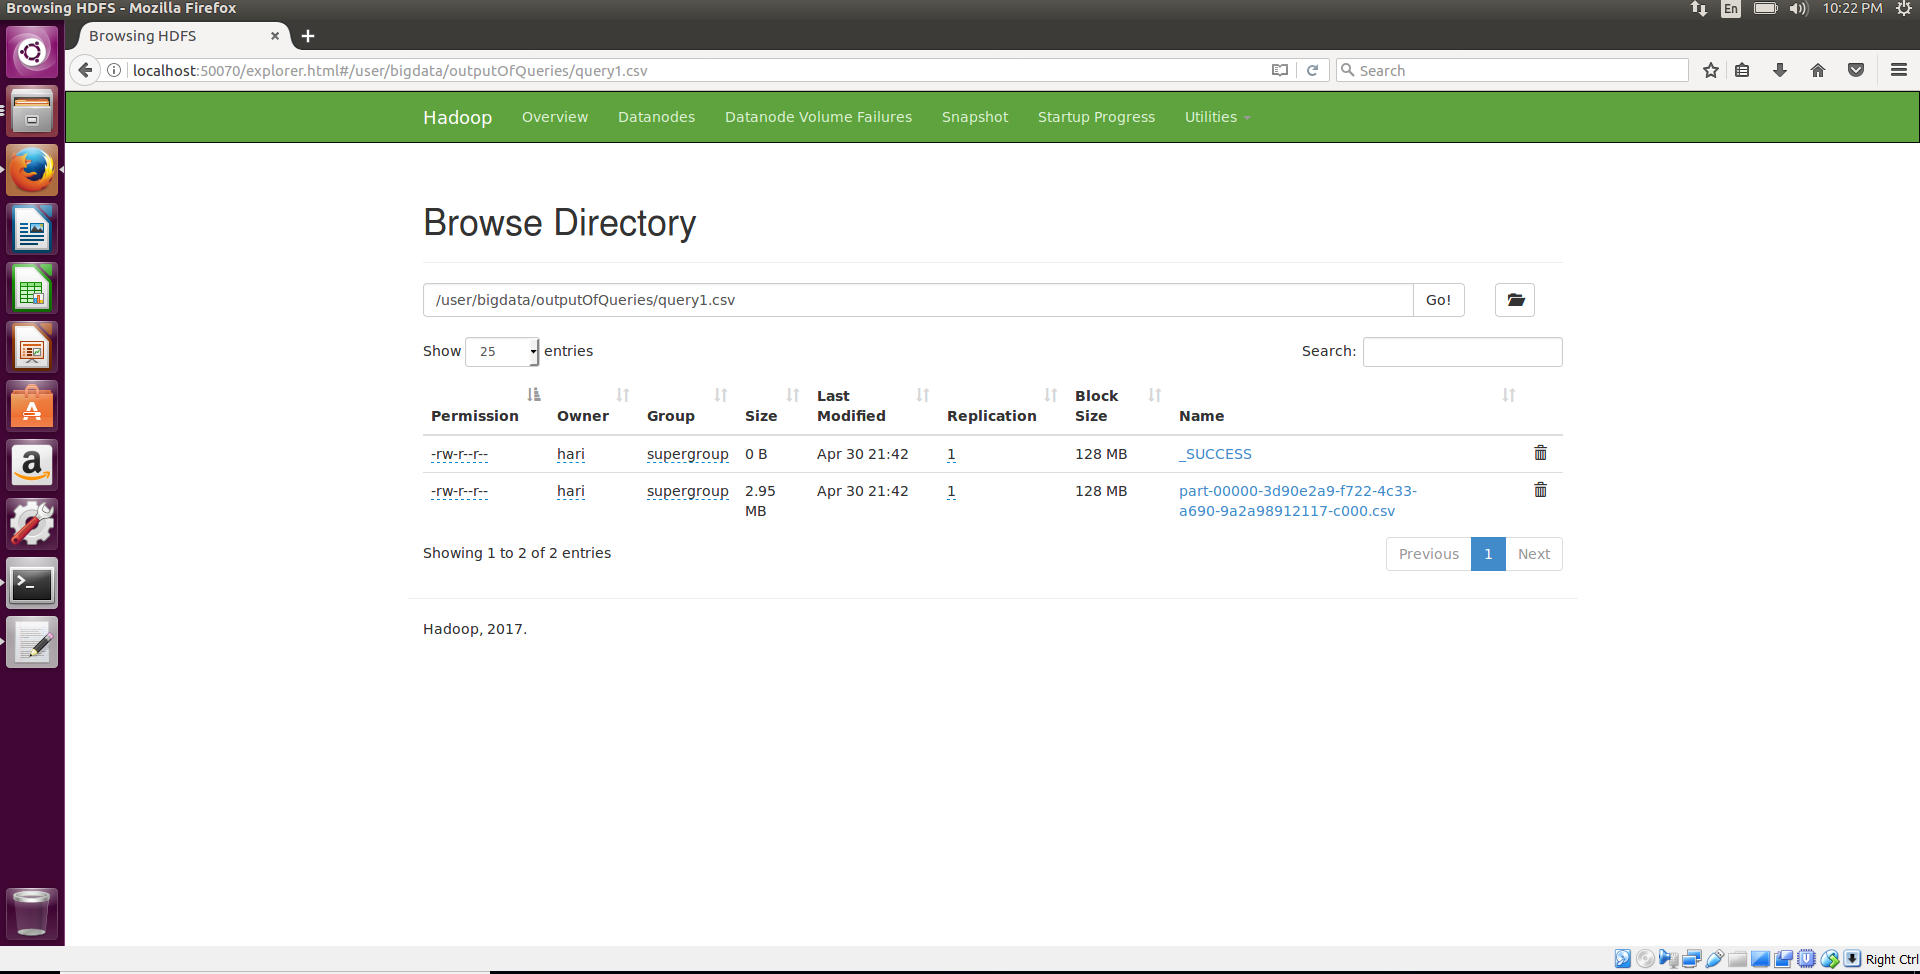 Browsing HDFS - Mozilla Firefox
En
10:22 PM
Browsing HDFS
localhost:50070/explorer.html#/user/bigdata/outputOfQueries/query1.csv
Search
Hadoop Overview Datanodes Datanode Volume Failures Snapshot Startup Progress Utilities
Browse Directory
/user/bigdata/outputOfQueries/query1.csv Go!
Show 25 entries Search:
Permission Owner Group Size Last Modified Replication Block Size Name
-rw-r--r-- hari supergroup 0 B Apr 30 21:42 1 128 MB _SUCCESS
-rw-r--r-- hari supergroup 2.95 MB Apr 30 21:42 1 128 MB part-00000-3d90e2a9-f722-4c33-
a690-9a2a98912117-c000.csv
Showing 1 to 2 of 2 entries Previous 1 Next
Hadoop, 2017.
Right Ctrl